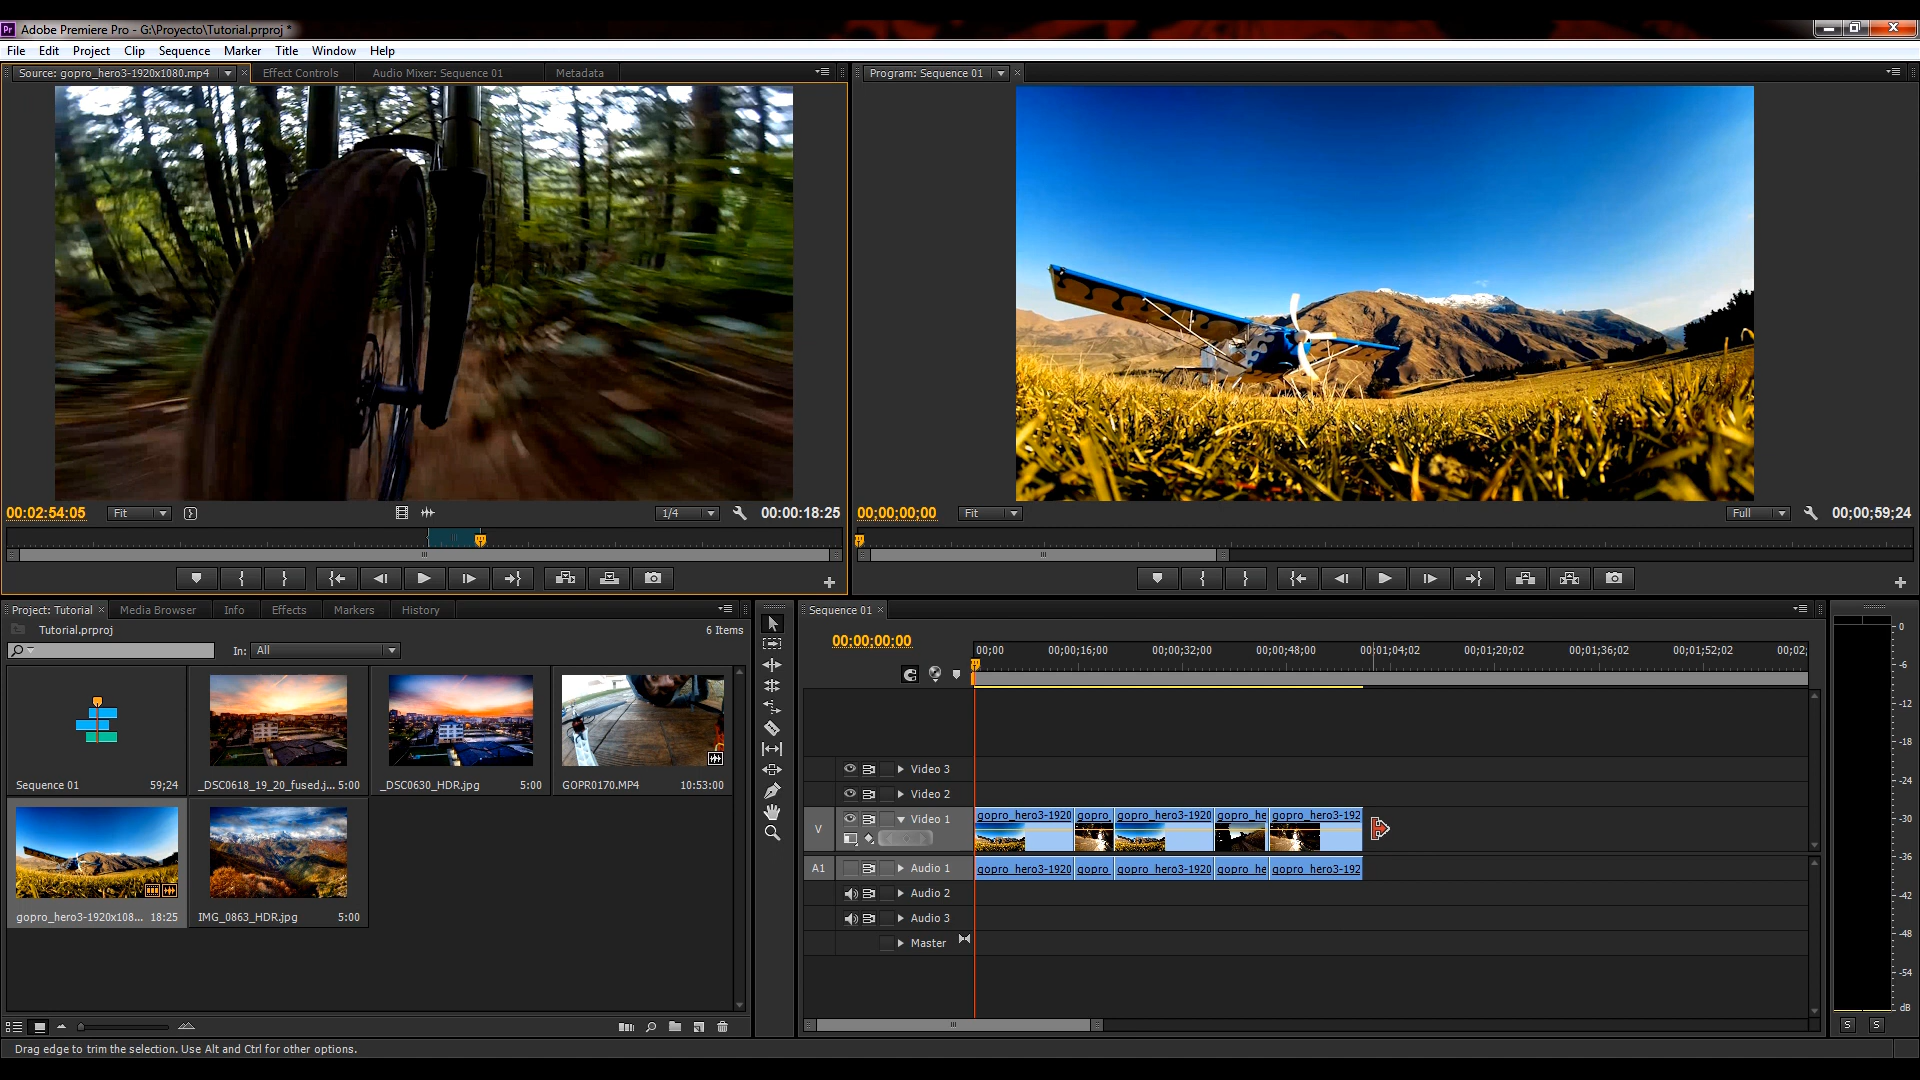 Pr Adobe Premiere Pro - G:\Proyecto\Tutorial.prproj *
File Edit Project Clip Sequence Marker Title Window Help
Source: gopro_hero3-1920x1080.mp4
Effect Controls
Audio Mixer: Sequence 01
Metadata
Program: Sequence 01
00:02:54:05
Fit
1/4
00:00:18:25
00;00;00;00
Fit
Full
00;00;59;24
Project: Tutorial
Media Browser
Info
Effects
Markers
History
Tutorial.prproj
6 Items
In: All
Sequence 01 59;24
_DSC0618_19_20_fused.j... 5:00
_DSC0630_HDR.jpg 5:00
GOPR0170.MP4 10:53:00
gopro_hero3-1920x108... 18:25
IMG_0863_HDR.jpg 5:00
Sequence 01
00;00;00;00
00;00 00;00;16;00 00;00;32;00 00;00;48;00 00;01;04;02 00;01;20;02 00;01;36;02 00;01;52;02 00;02;
Video 3
Video 2
V Video 1
gopro_hero3-1920 gopro_ gopro_hero3-1920 gopro_he gopro_hero3-192
A1 Audio 1
gopro_hero3-1920 gopro_ gopro_hero3-1920 gopro_he gopro_hero3-192
Audio 2
Audio 3
Master
0
-6
-12
-18
-24
-30
-36
-42
-48
-54
dB
S S
Drag edge to trim the selection. Use Alt and Ctrl for other options.